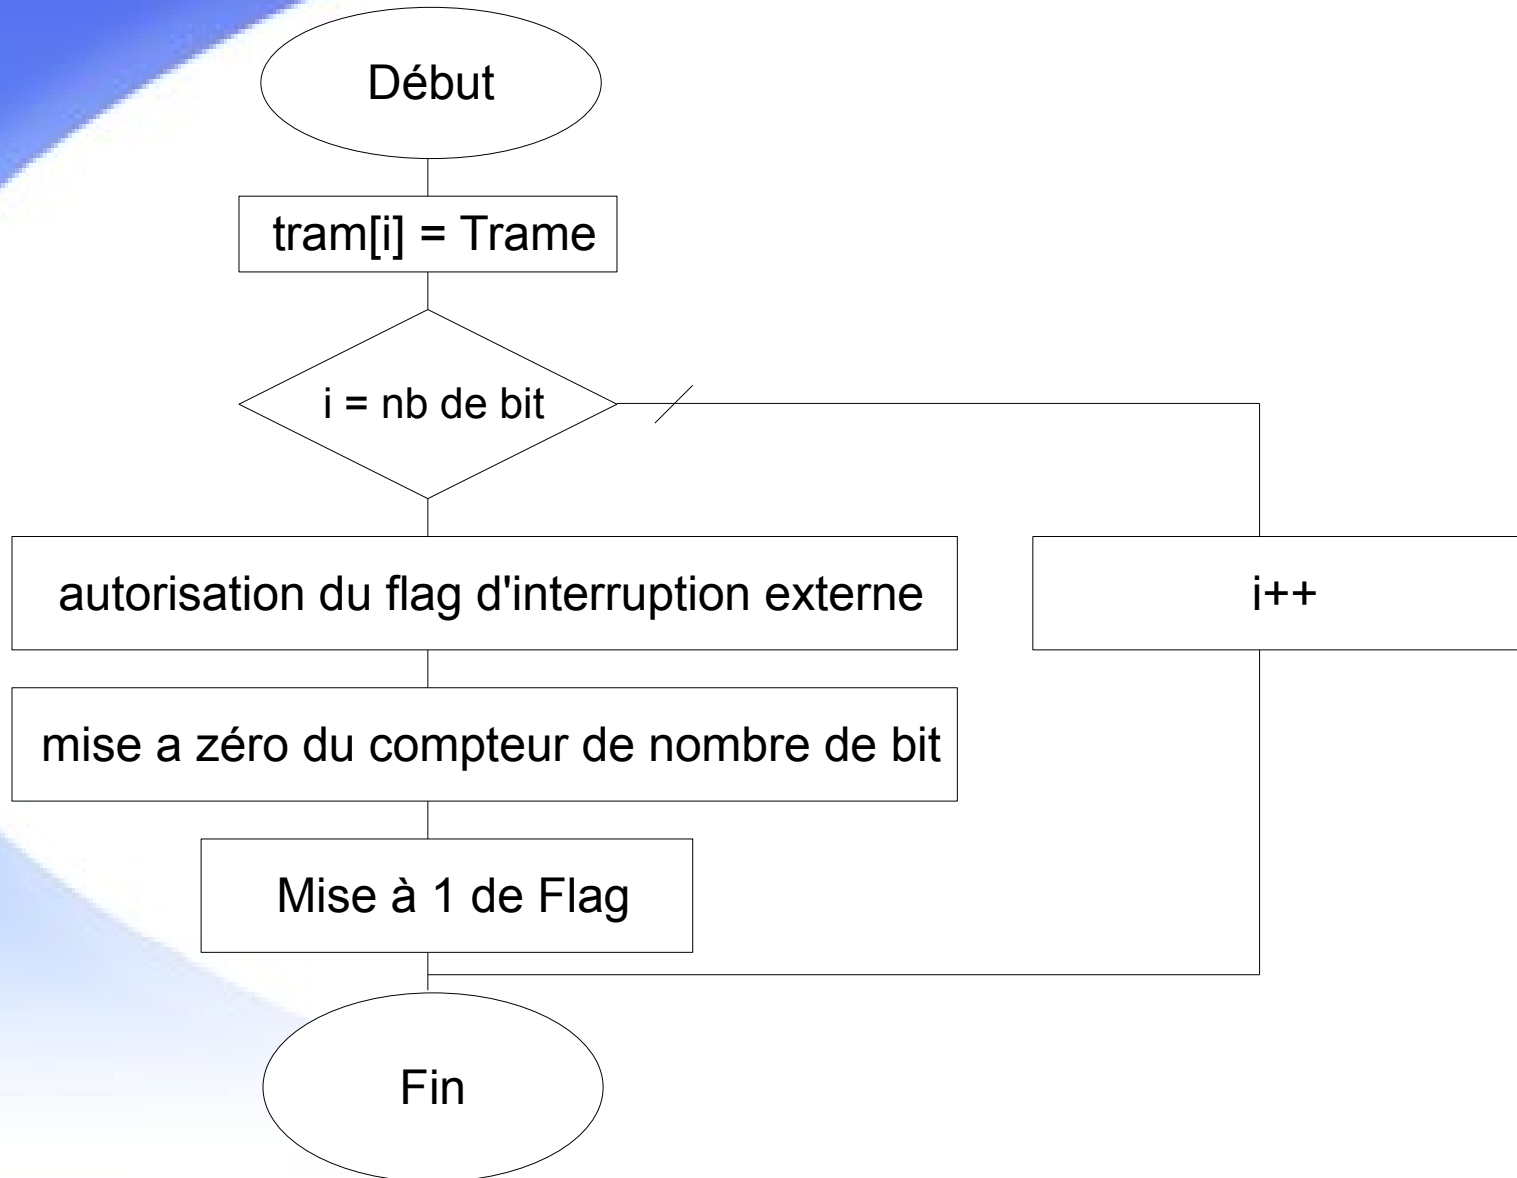 Début
tram[i] = Trame
i = nb de bit
autorisation du flag d'interruption externe
i++
mise a zéro du compteur de nombre de bit
Mise à 1 de Flag
Fin